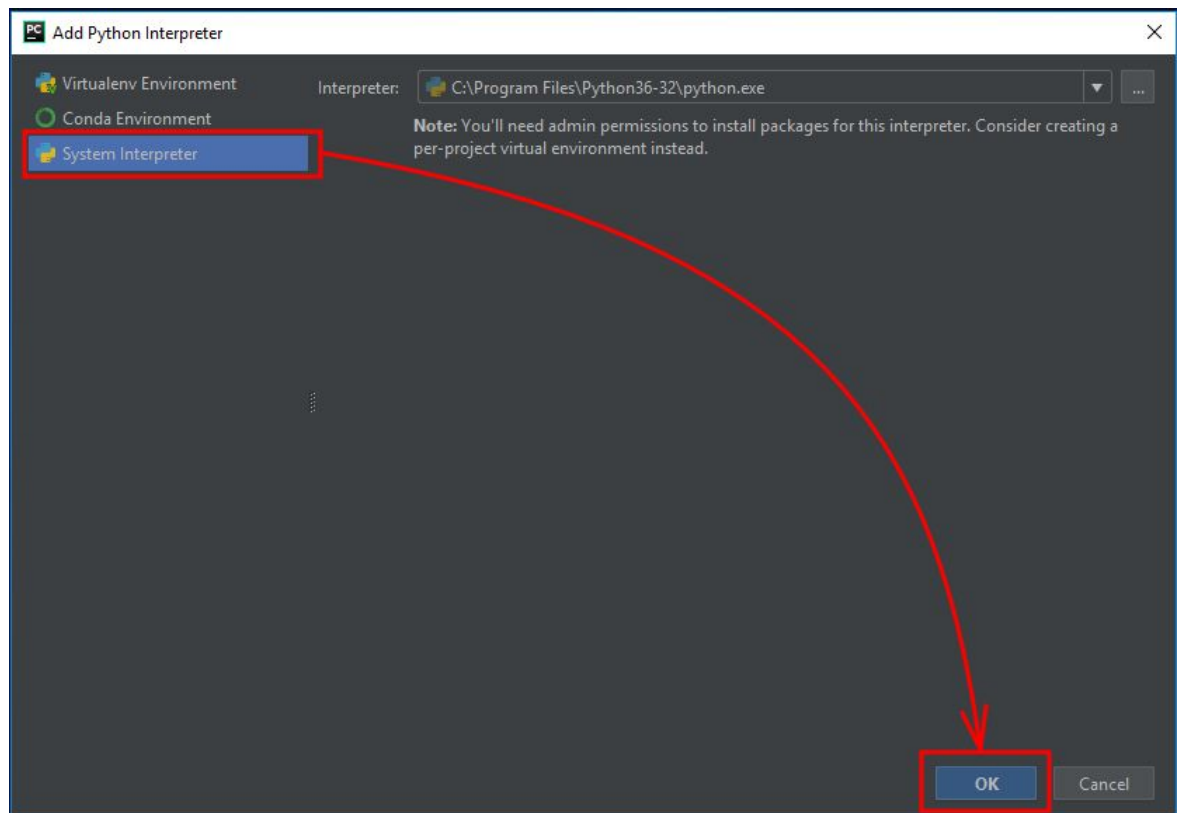 PC Add Python Interpreter
Virtualenv Environment
Conda Environment
System Interpreter
Interpreter: C:\Program Files\Python36-32\python.exe ...
Note: You'll need admin permissions to install packages for this interpreter. Consider creating a
per-project virtual environment instead.
OK Cancel